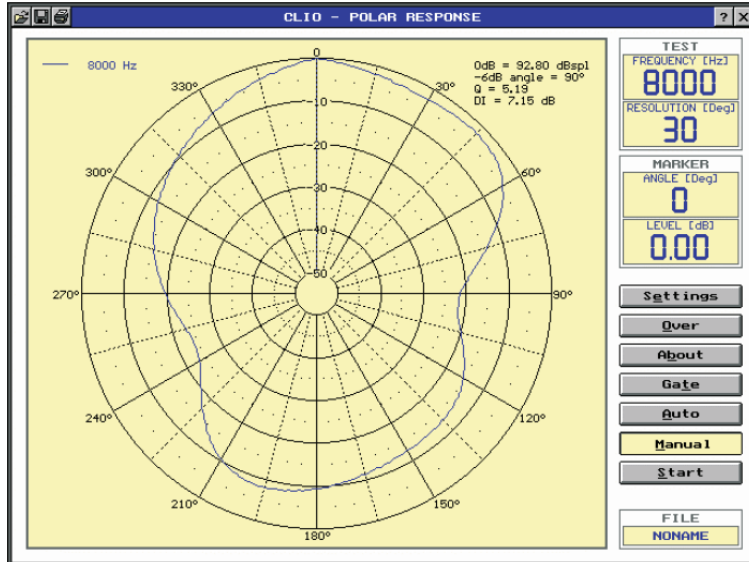 CLIO - POLAR RESPONSE
? X
8000 Hz
0dB = 92.80 dBspl
-6dB angle = 90°
Q = 5.19
DI = 7.15 dB
0
30°
60°
90°
120°
150°
180°
210°
240°
270°
300°
330°
-10
-20
-30
-40
-50
TEST
FREQUENCY [Hz]
8000
RESOLUTION [Deg]
30
MARKER
ANGLE [Deg]
0
LEVEL [dB]
0.00
Settings
Over
About
Gate
Auto
Manual
Start
FILE
NONAME